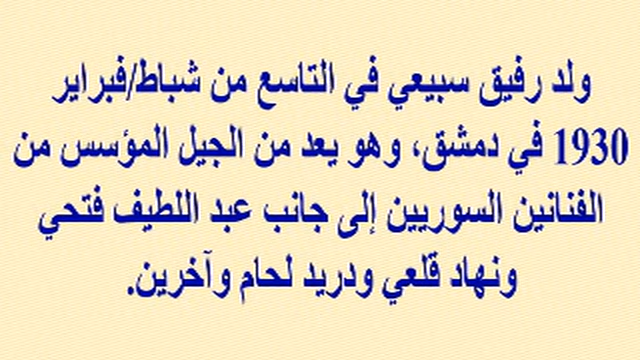 ولد رفيق سبيعي في التاسع من شباط/فبراير
1930 في دمشق، وهو يعد من الجيل المؤسس من
الفنانين السوريين إلى جانب عبد اللطيف فتحي
ونهاد قلعي ودريد لحام وآخرين.